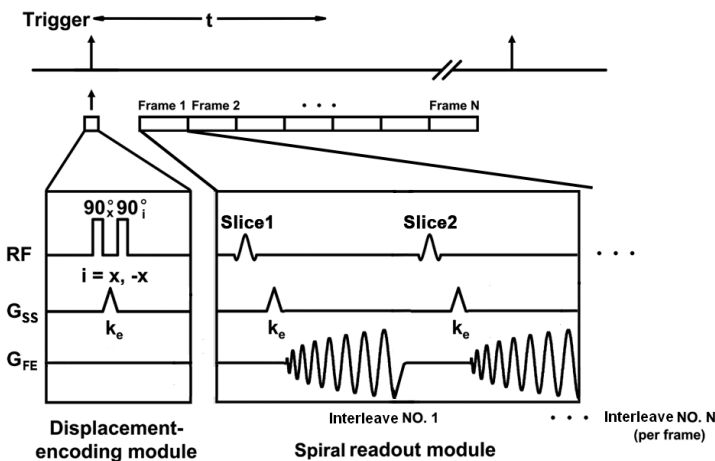 Trigger
t
Frame 1 Frame 2 . . . Frame N
90°x 90°i
Slice1 Slice2
RF
. . .
i = x, -x
GSS
ke ke ke
GFE
Interleave NO. 1 . . . Interleave NO. N
(per frame)
Displacement-
encoding module
Spiral readout module